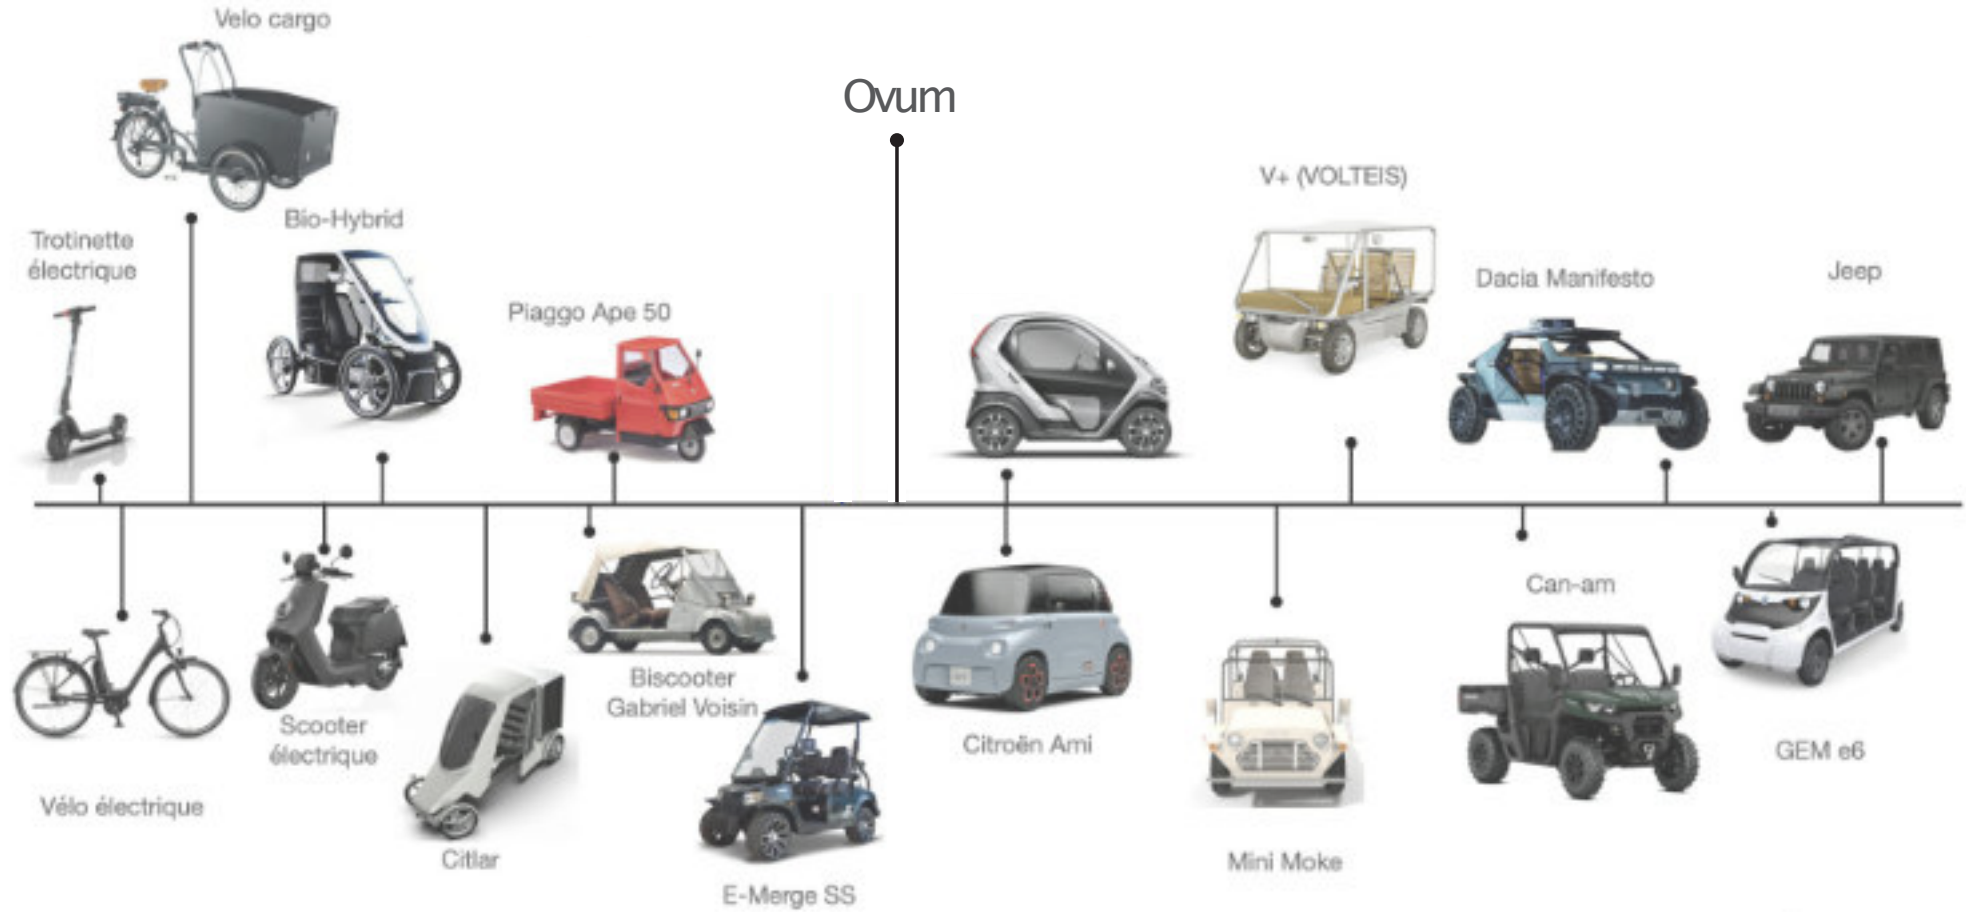 Velo cargo
Ovum
V+ (VOLTEIS)
Bio-Hybrid
Trotinette
électrique
Dacia Manifesto
Jeep
Piaggo Ape 50
Can-am
Biscooter
Gabriel Voisin
Scooter
électrique
Citroën Ami
GEM e6
Vélo électrique
Citlar
Mini Moke
E-Merge SS